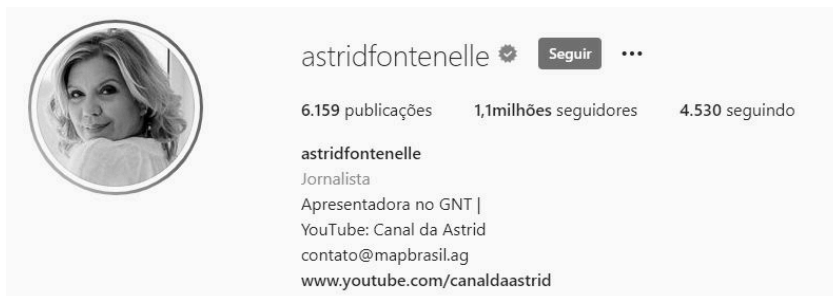 astridfontenelle Seguir
6.159 publicações 1,1milhões seguidores 4.530 seguindo
astridfontenelle
Jornalista
Apresentadora no GNT |
YouTube: Canal da Astrid
contato@mapbrasil.ag
www.youtube.com/canaldaastrid